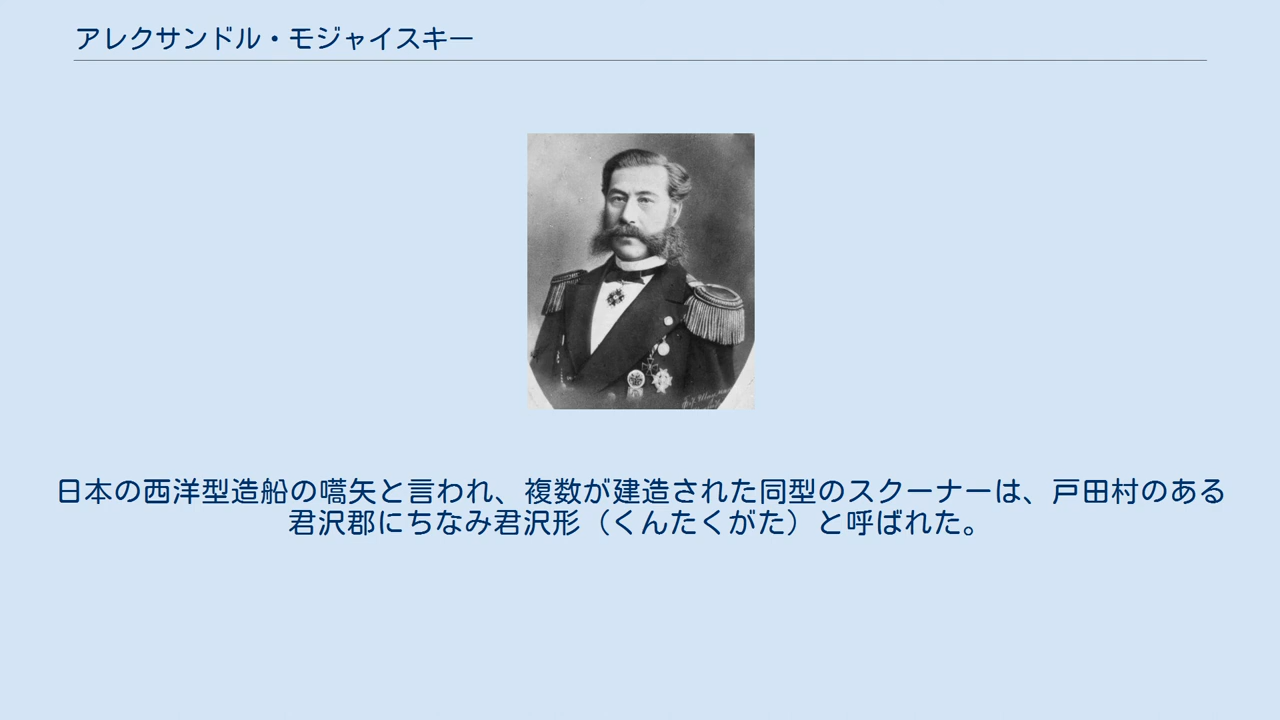 アレクサンドル・モジャイスキー
日本の西洋型造船の嚆矢と言われ、複数が建造された同型のスクーナーは、戸田村のある
君沢郡にちなみ君沢形（くんたくがた）と呼ばれた。